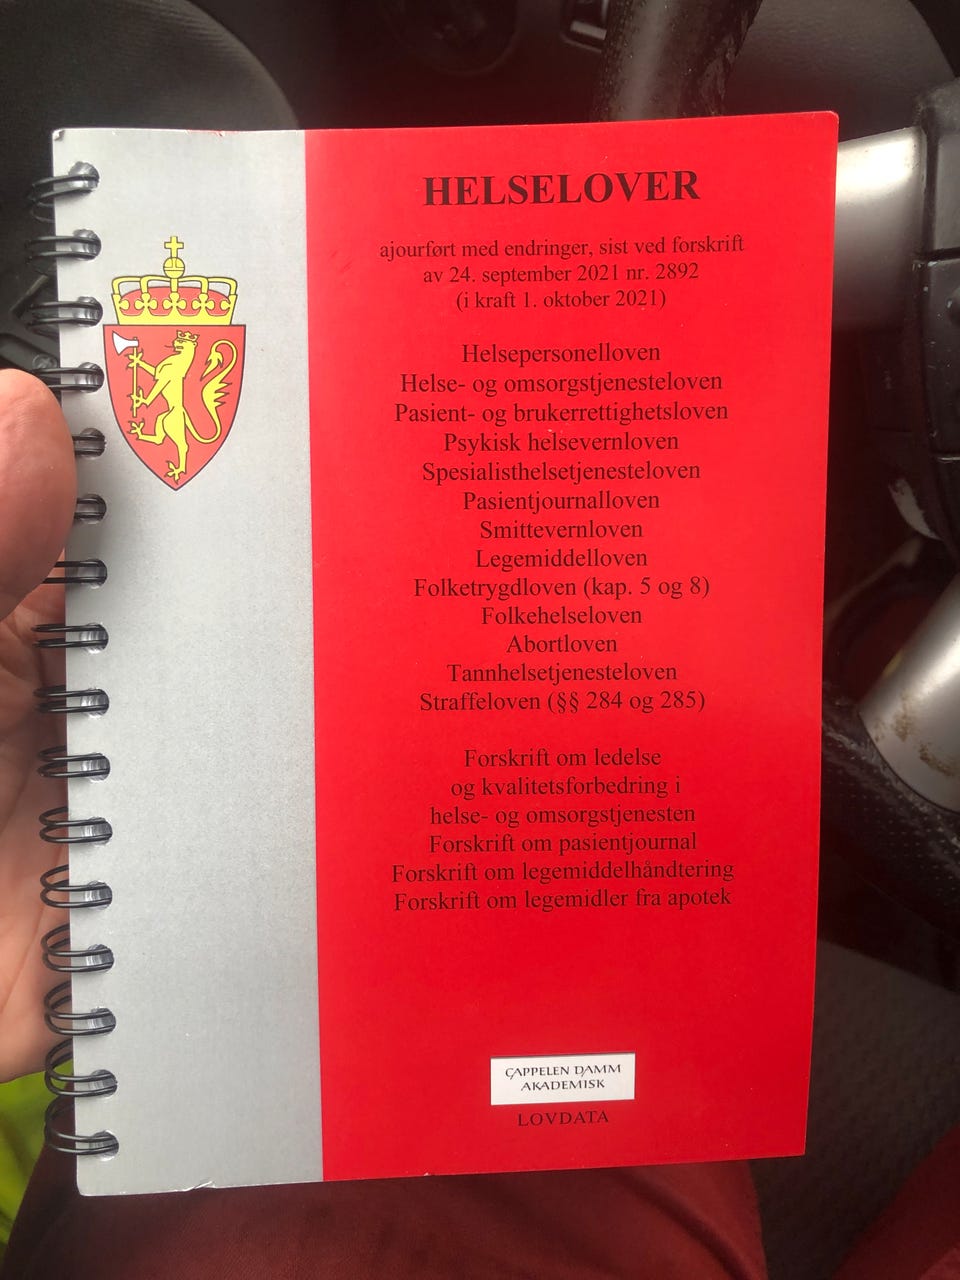 HELSELOVER
ajourført med endringer, sist ved forskrift
av 24. september 2021 nr. 2892
(i kraft 1. oktober 2021)
Helsepersonelloven
Helse- og omsorgstjenesteloven
Pasient- og brukerrettighetsloven
Psykisk helsevernloven
Spesialisthelsetjenesteloven
Pasientjournalloven
Smittevernloven
Legemiddelloven
Folketrygdloven (kap. 5 og 8)
Folkehelseloven
Abortloven
Tannhelsetjenesteloven
Straffeloven (§§ 284 og 285)
Forskrift om ledelse
og kvalitetsforbedring i
helse- og omsorgstjenesten
Forskrift om pasientjournal
Forskrift om legemiddelhåndtering
Forskrift om legemidler fra apotek
CAPPELEN DAMM
AKADEMISK
LOVDATA